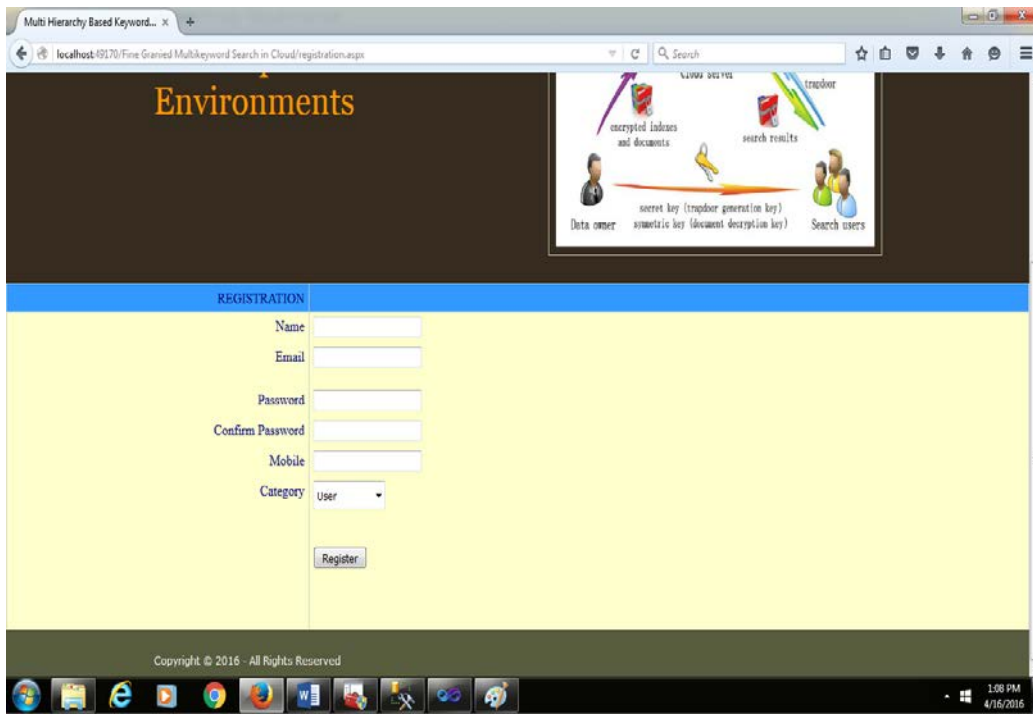 Multi Hierarchy Based Keyword...
localhost:49170/Fine Granied Multikeyword Search in Cloud/registration.aspx
Search
Environments
Cloud Server
trapdoor
encrypted indexes
and documents
search results
secret key (trapdoor generation key)
symmetric key (document decryption key)
Data owner
Search users
REGISTRATION
Name
Email
Password
Confirm Password
Mobile
Category
User
Register
Copyright © 2016 - All Rights Reserved
1:08 PM
4/16/2016